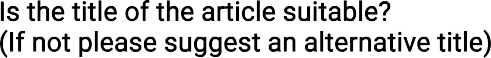 Is the title of the article suitable?
(If not please suggest an alternative title)